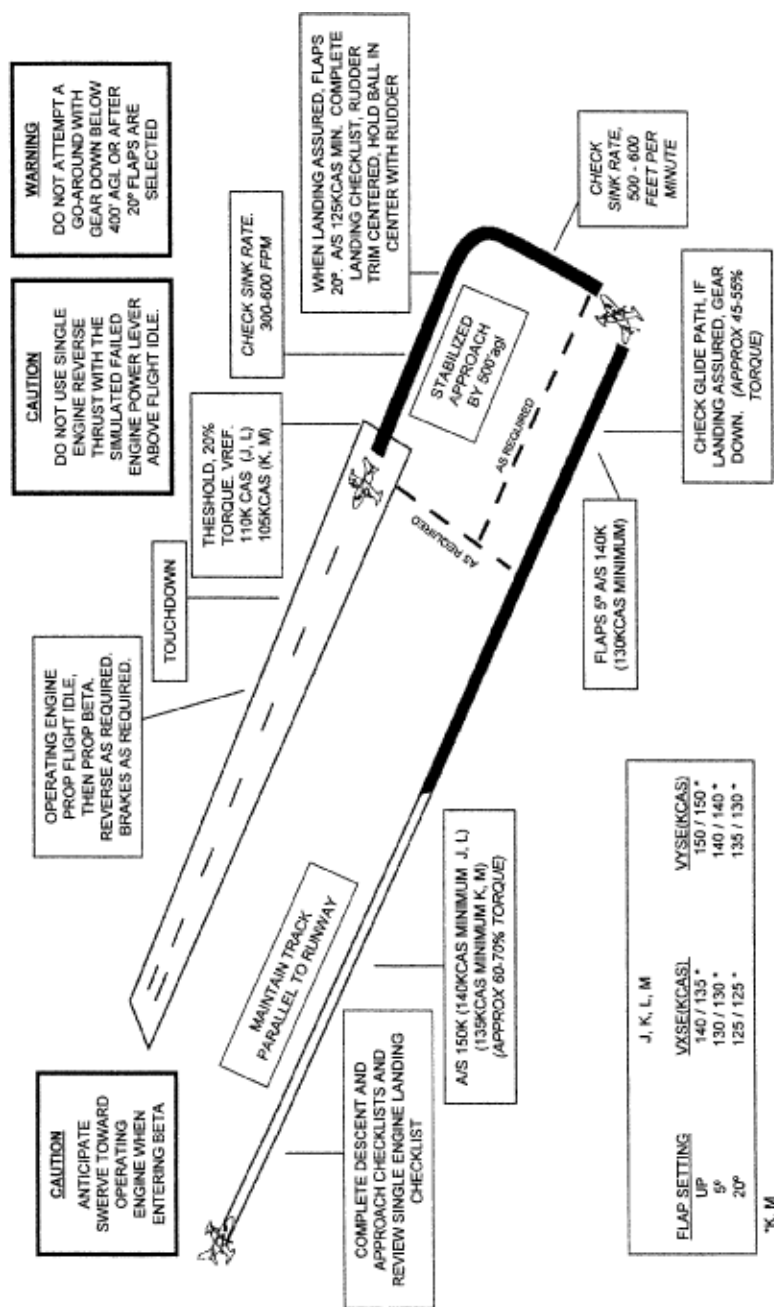 CAUTION
ANTICIPATE
SWERVE TOWARD
OPERATING
ENGINE WHEN
ENTERING BETA
OPERATING ENGINE
PROP FLIGHT IDLE,
THEN PROP BETA.
REVERSE AS REQUIRED.
BRAKES AS REQUIRED.
CAUTION
DO NOT USE SINGLE
ENGINE REVERSE
THRUST WITH THE
SIMULATED FAILED
ENGINE POWER LEVER
ABOVE FLIGHT IDLE.
WARNING
DO NOT ATTEMPT A
GO-AROUND WITH
GEAR DOWN BELOW
400' AGL OR AFTER
20º FLAPS ARE
SELECTED
TOUCHDOWN
THESHOLD, 20%
TORQUE. VREF.
110K CAS (J, L)
105KCAS (K, M)
CHECK SINK RATE.
300-600 FPM
WHEN LANDING ASSURED, FLAPS
20º. A/S 125KCAS MIN. COMPLETE
LANDING CHECKLIST, RUDDER
TRIM CENTERED, HOLD BALL IN
CENTER WITH RUDDER
MAINTAIN TRACK
PARALLEL TO RUNWAY
AS REQUIRED
AS REQUIRED
STABILIZED
APPROACH
BY 500'agl
CHECK
SINK RATE,
500 - 600
FEET PER
MINUTE
COMPLETE DESCENT AND
APPROACH CHECKLISTS AND
REVIEW SINGLE ENGINE LANDING
CHECKLIST
A/S 150K (140KCAS MINIMUM J, L)
(135KCAS MINIMUM K, M)
(APPROX 60-70% TORQUE)
FLAPS 5º A/S 140K
(130KCAS MINIMUM)
CHECK GLIDE PATH, IF
LANDING ASSURED, GEAR
DOWN. (APPROX 45-55%
TORQUE)
J, K, L, M
FLAP SETTING VXSE(KCAS) VYSE(KCAS)
UP 140 / 135 * 150 / 150 *
5º 130 / 130 * 140 / 140 *
20º 125 / 125 * 135 / 130 *
*K, M